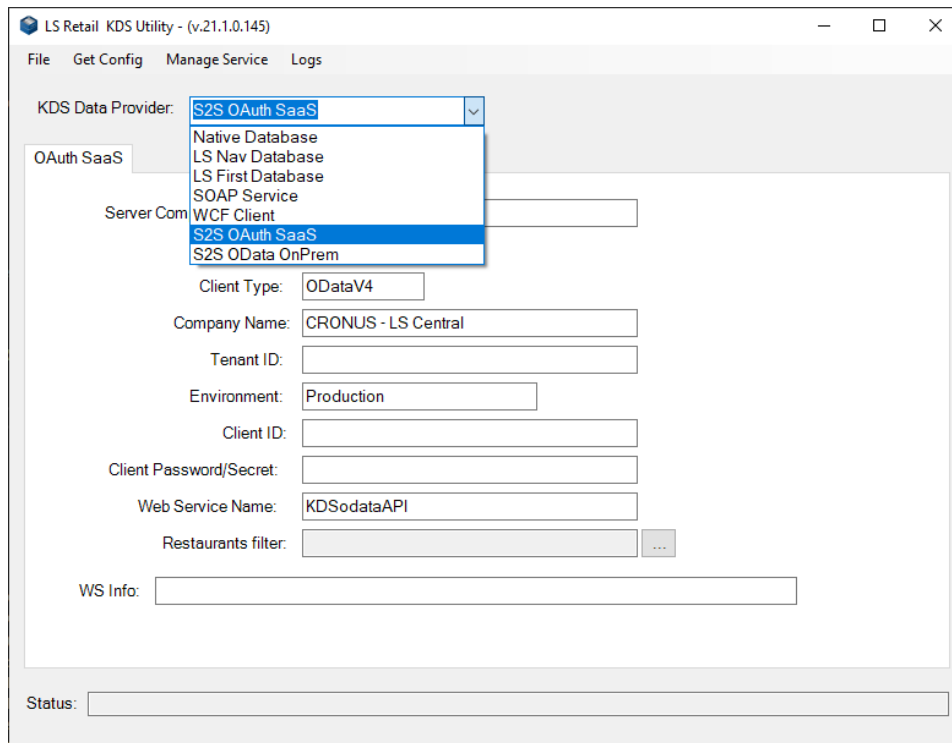 LS Retail KDS Utility - (v.21.1.0.145)
File Get Config Manage Service Logs
KDS Data Provider: S2S OAuth SaaS
Native Database
LS Nav Database
LS First Database
SOAP Service
WCF Client
S2S OAuth SaaS
S2S OData OnPrem
OAuth SaaS
Server Com
Client Type: ODataV4
Company Name: CRONUS - LS Central
Tenant ID:
Environment: Production
Client ID:
Client Password/Secret:
Web Service Name: KDSodataAPI
Restaurants filter: ...
WS Info:
Status: